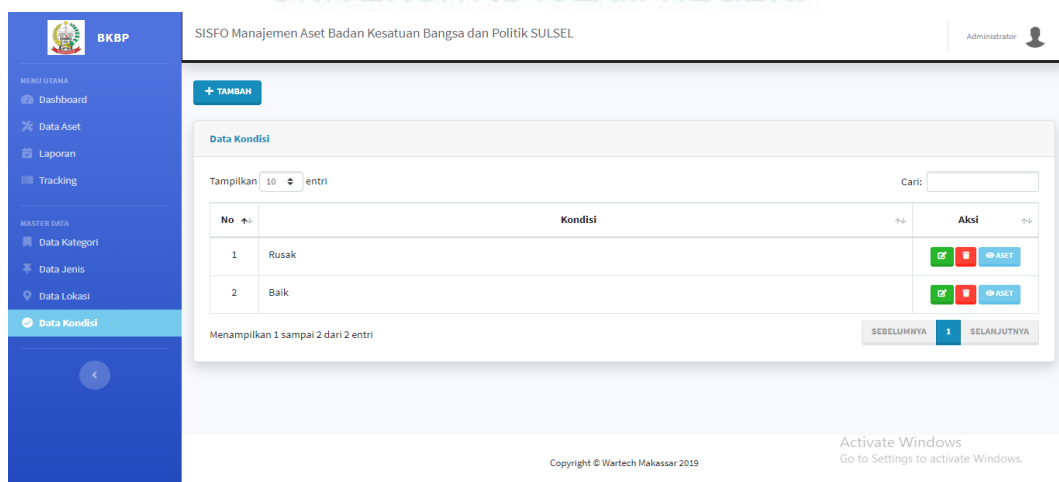 BKBP
SISFO Manajemen Aset Badan Kesatuan Bangsa dan Politik SULSEL
Administrator
MENU UTAMA
Dashboard
Data Aset
Laporan
Tracking
MASTER DATA
Data Kategori
Data Jenis
Data Lokasi
Data Kondisi
+ TAMBAH
Data Kondisi
Tampilkan 10 entri
Cari:
No Kondisi Aksi
1 Rusak ASET
2 Baik ASET
Menampilkan 1 sampai 2 dari 2 entri
SEBELUMNYA 1 SELANJUTNYA
Activate Windows
Go to Settings to activate Windows.
Copyright © Wartech Makassar 2019